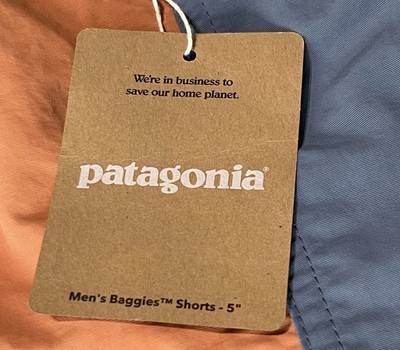 We're in business to
save our home planet.
patagonia®
Men's Baggies™ Shorts - 5"